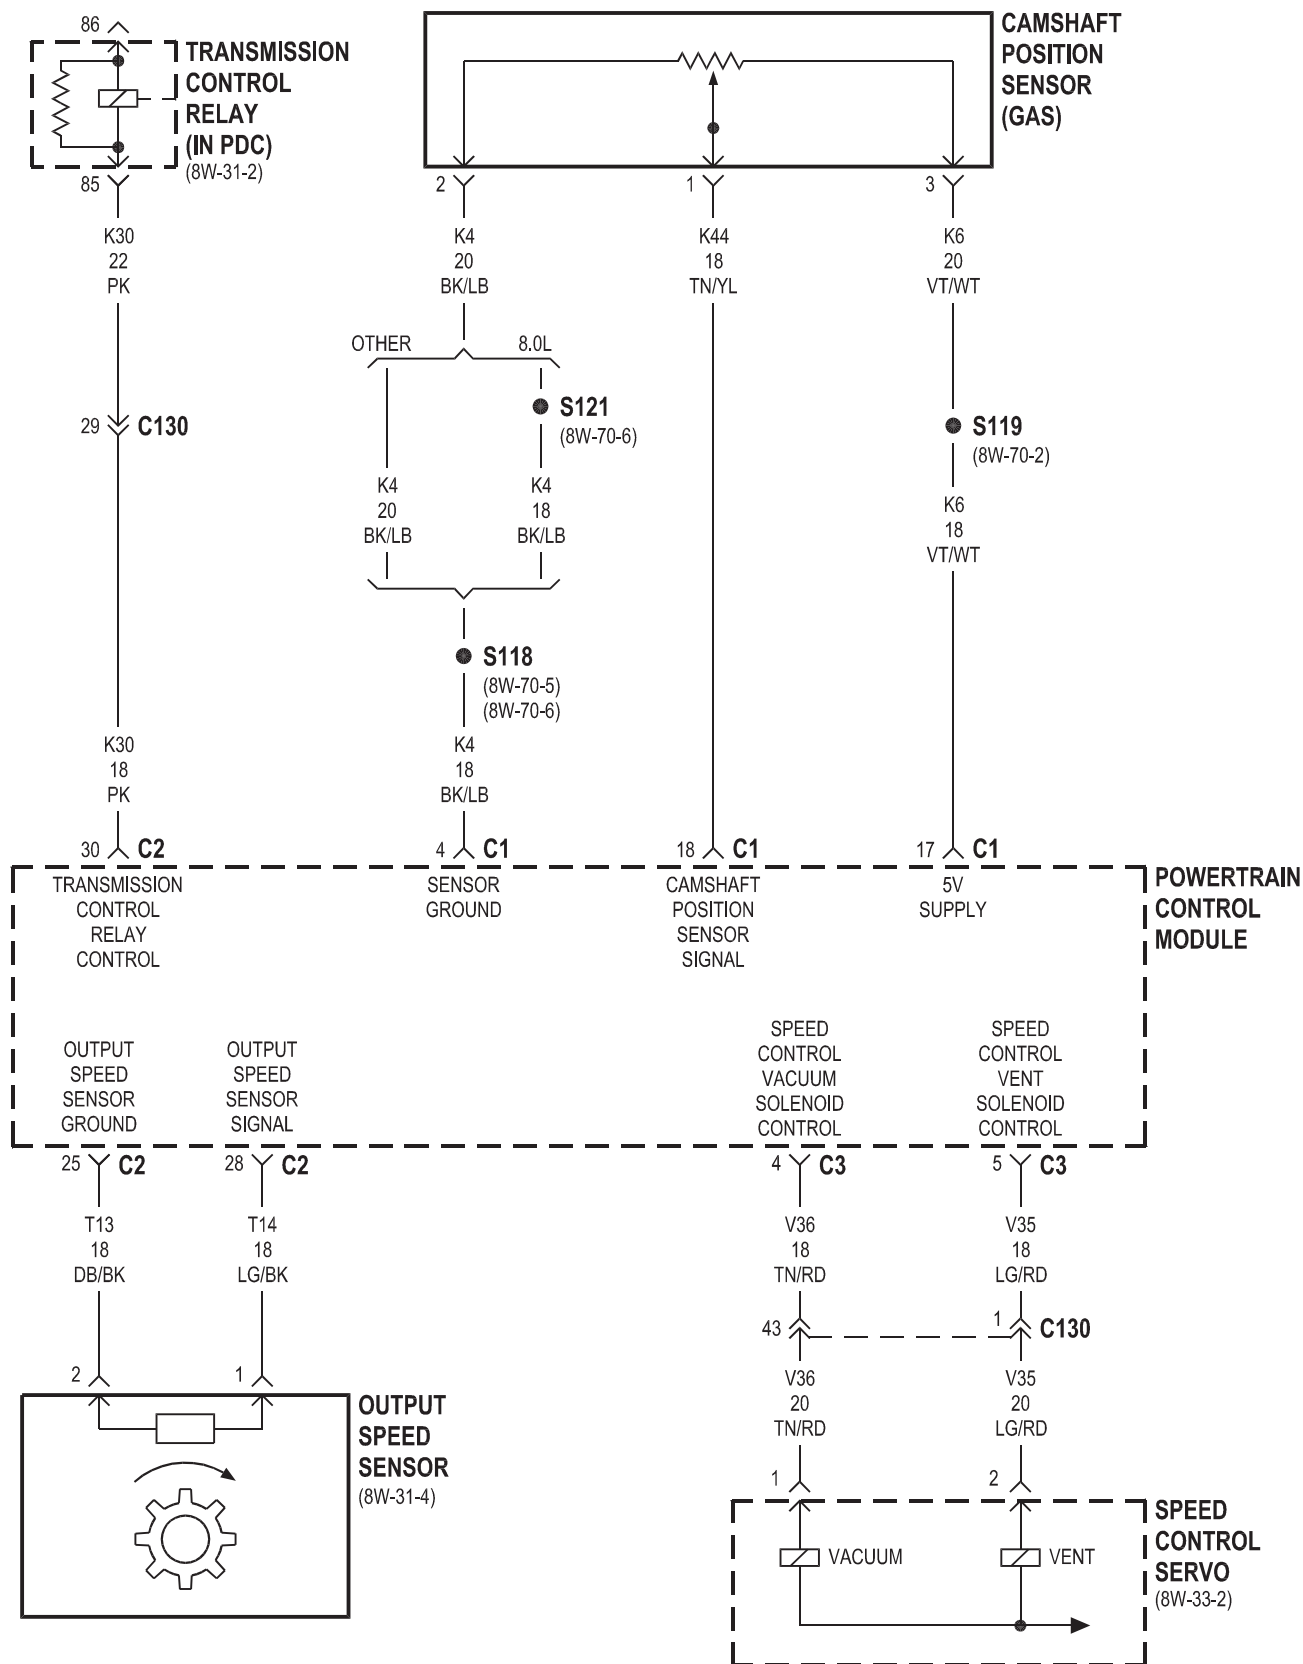 86
TRANSMISSION
CONTROL
RELAY
(IN PDC)
(8W-31-2)
85
CAMSHAFT
POSITION
SENSOR
(GAS)
2
1
3
K30
22
PK
K4
20
BK/LB
K44
18
TN/YL
K6
20
VT/WT
OTHER
8.0L
29
C130
S121
(8W-70-6)
S119
(8W-70-2)
K4
20
BK/LB
K4
18
BK/LB
K6
18
VT/WT
S118
(8W-70-5)
(8W-70-6)
K30
18
PK
K4
18
BK/LB
30
C2
4
C1
18
C1
17
C1
TRANSMISSION
CONTROL
RELAY
CONTROL
SENSOR
GROUND
CAMSHAFT
POSITION
SENSOR
SIGNAL
5V
SUPPLY
POWERTRAIN
CONTROL
MODULE
OUTPUT
SPEED
SENSOR
GROUND
OUTPUT
SPEED
SENSOR
SIGNAL
SPEED
CONTROL
VACUUM
SOLENOID
CONTROL
SPEED
CONTROL
VENT
SOLENOID
CONTROL
25
C2
28
C2
4
C3
5
C3
T13
18
DB/BK
T14
18
LG/BK
V36
18
TN/RD
V35
18
LG/RD
43
1
C130
V36
20
TN/RD
V35
20
LG/RD
2
1
OUTPUT
SPEED
SENSOR
(8W-31-4)
1
2
VACUUM
VENT
SPEED
CONTROL
SERVO
(8W-33-2)